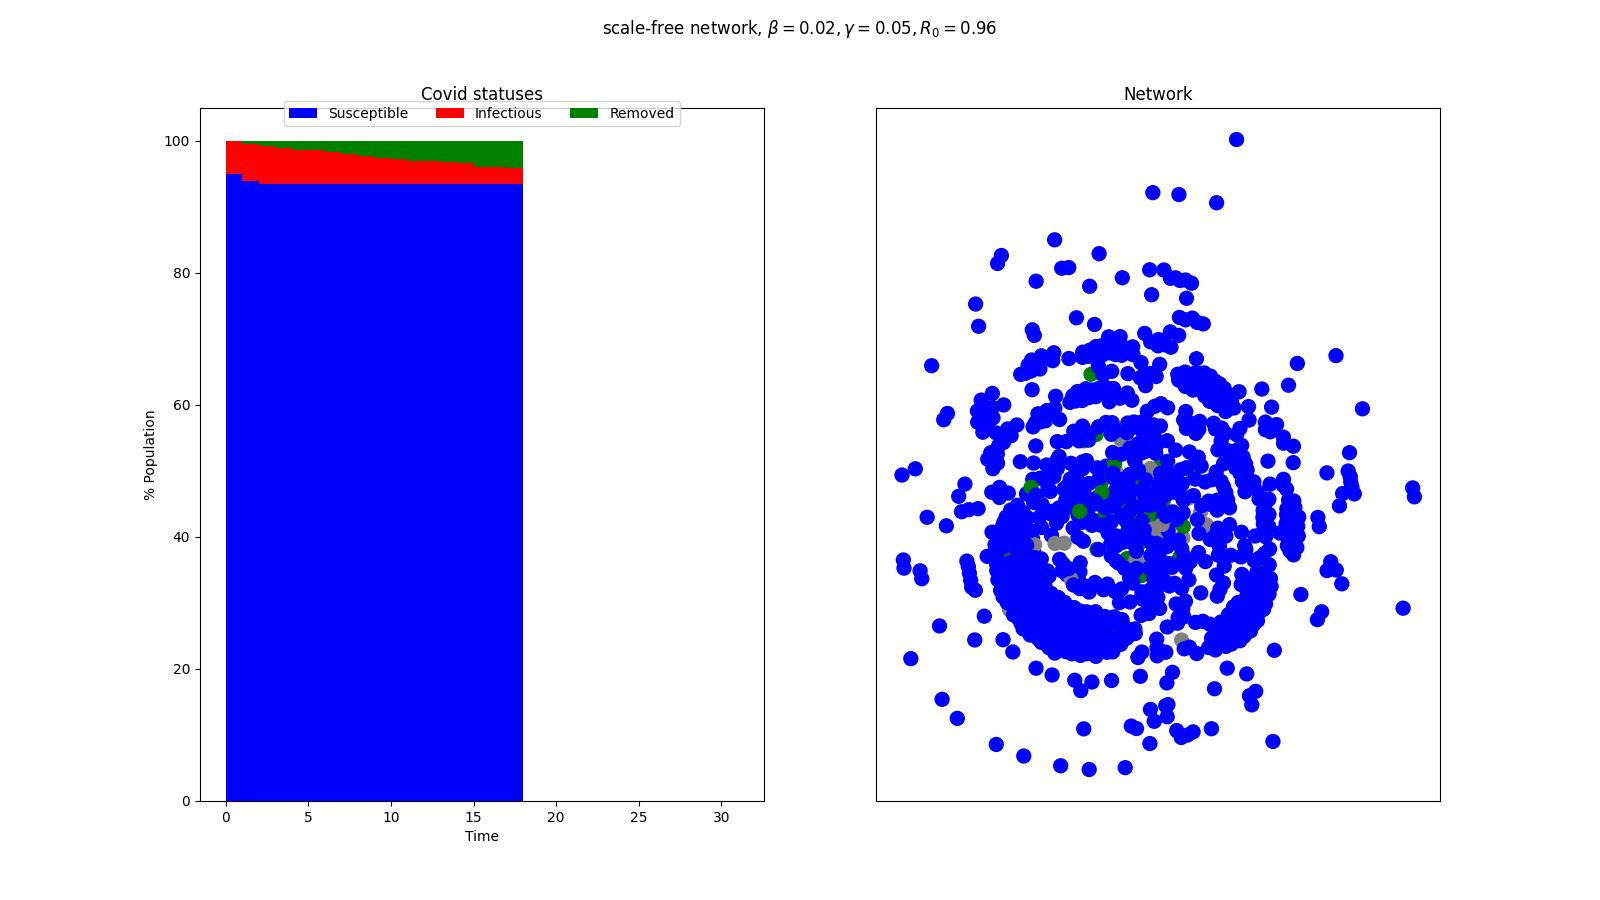 scale-free network, β = 0.02, γ = 0.05, R₀ = 0.96
Covid statuses
Susceptible Infectious Removed
100
80
60
40
20
0
% Population
0 5 10 15 20 25 30
Time
Network